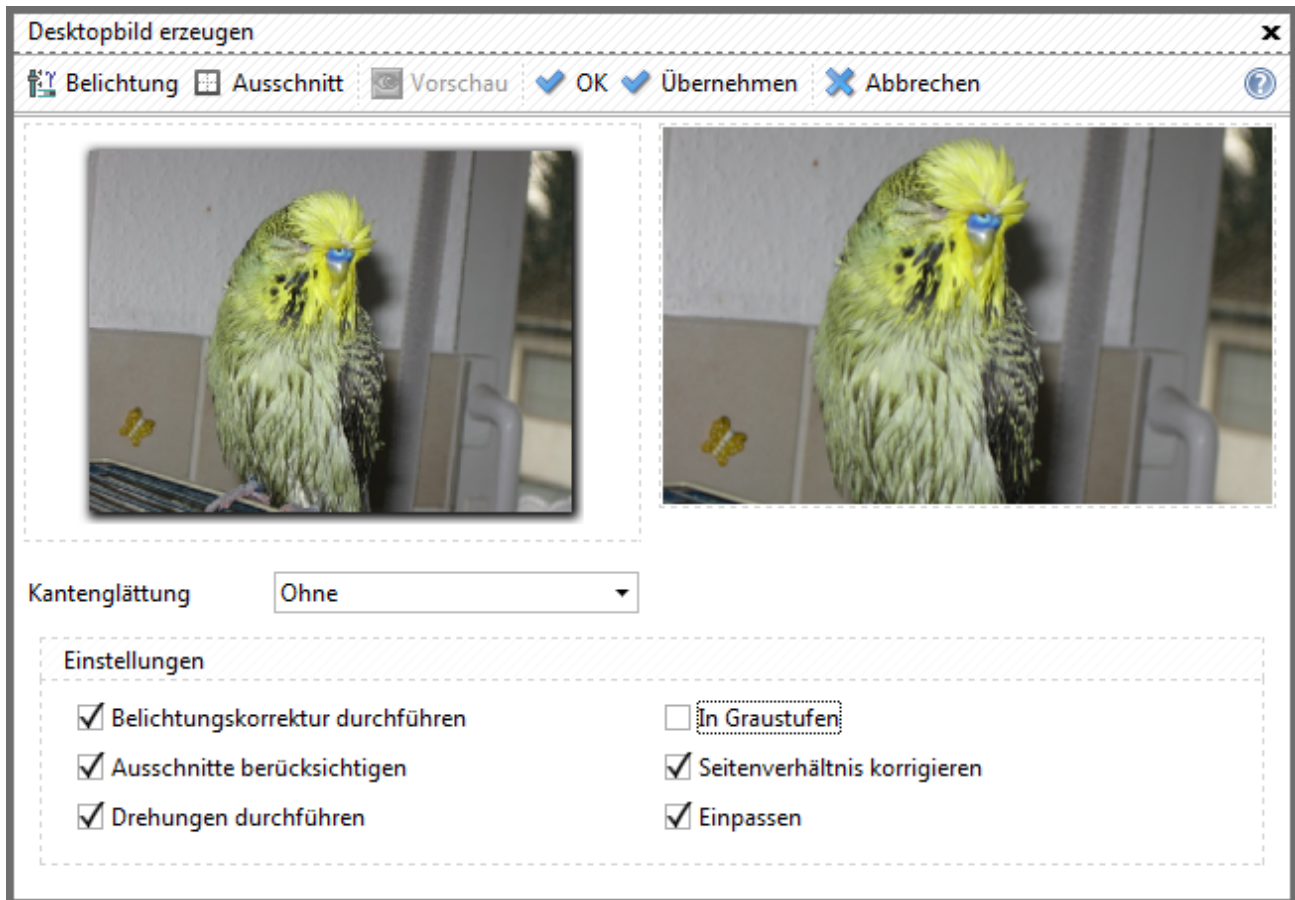 Desktopbild erzeugen
Belichtung Ausschnitt Vorschau OK Übernehmen Abbrechen
Kantenglättung Ohne
Einstellungen
Belichtungskorrektur durchführen In Graustufen
Ausschnitte berücksichtigen Seitenverhältnis korrigieren
Drehungen durchführen Einpassen